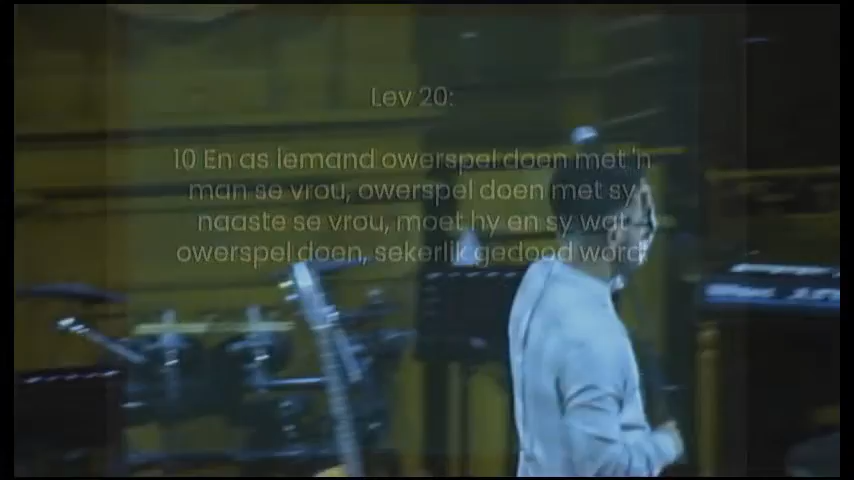 Lev 20:
10 En as iemand owerspel doen met 'n
man se vrou, owerspel doen met sy
naaste se vrou, moet hy en sy wat
owerspel doen, sekerlik gedood word.